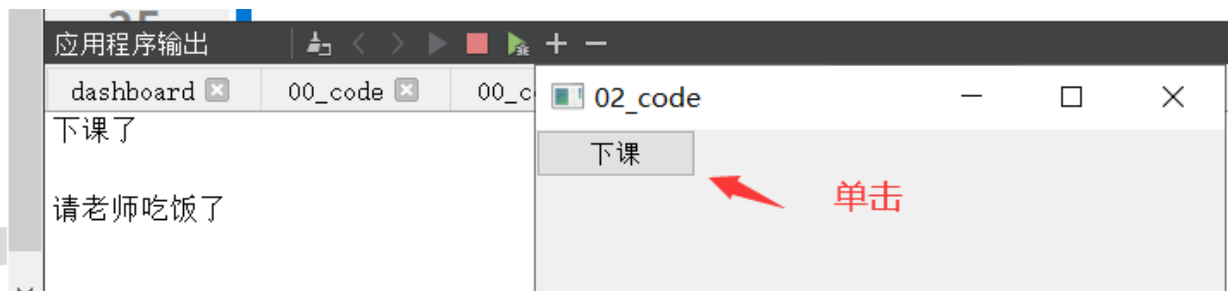 应用程序输出
dashboard
00_code
00_c
02_code
下课了
下课
请老师吃饭了
单击